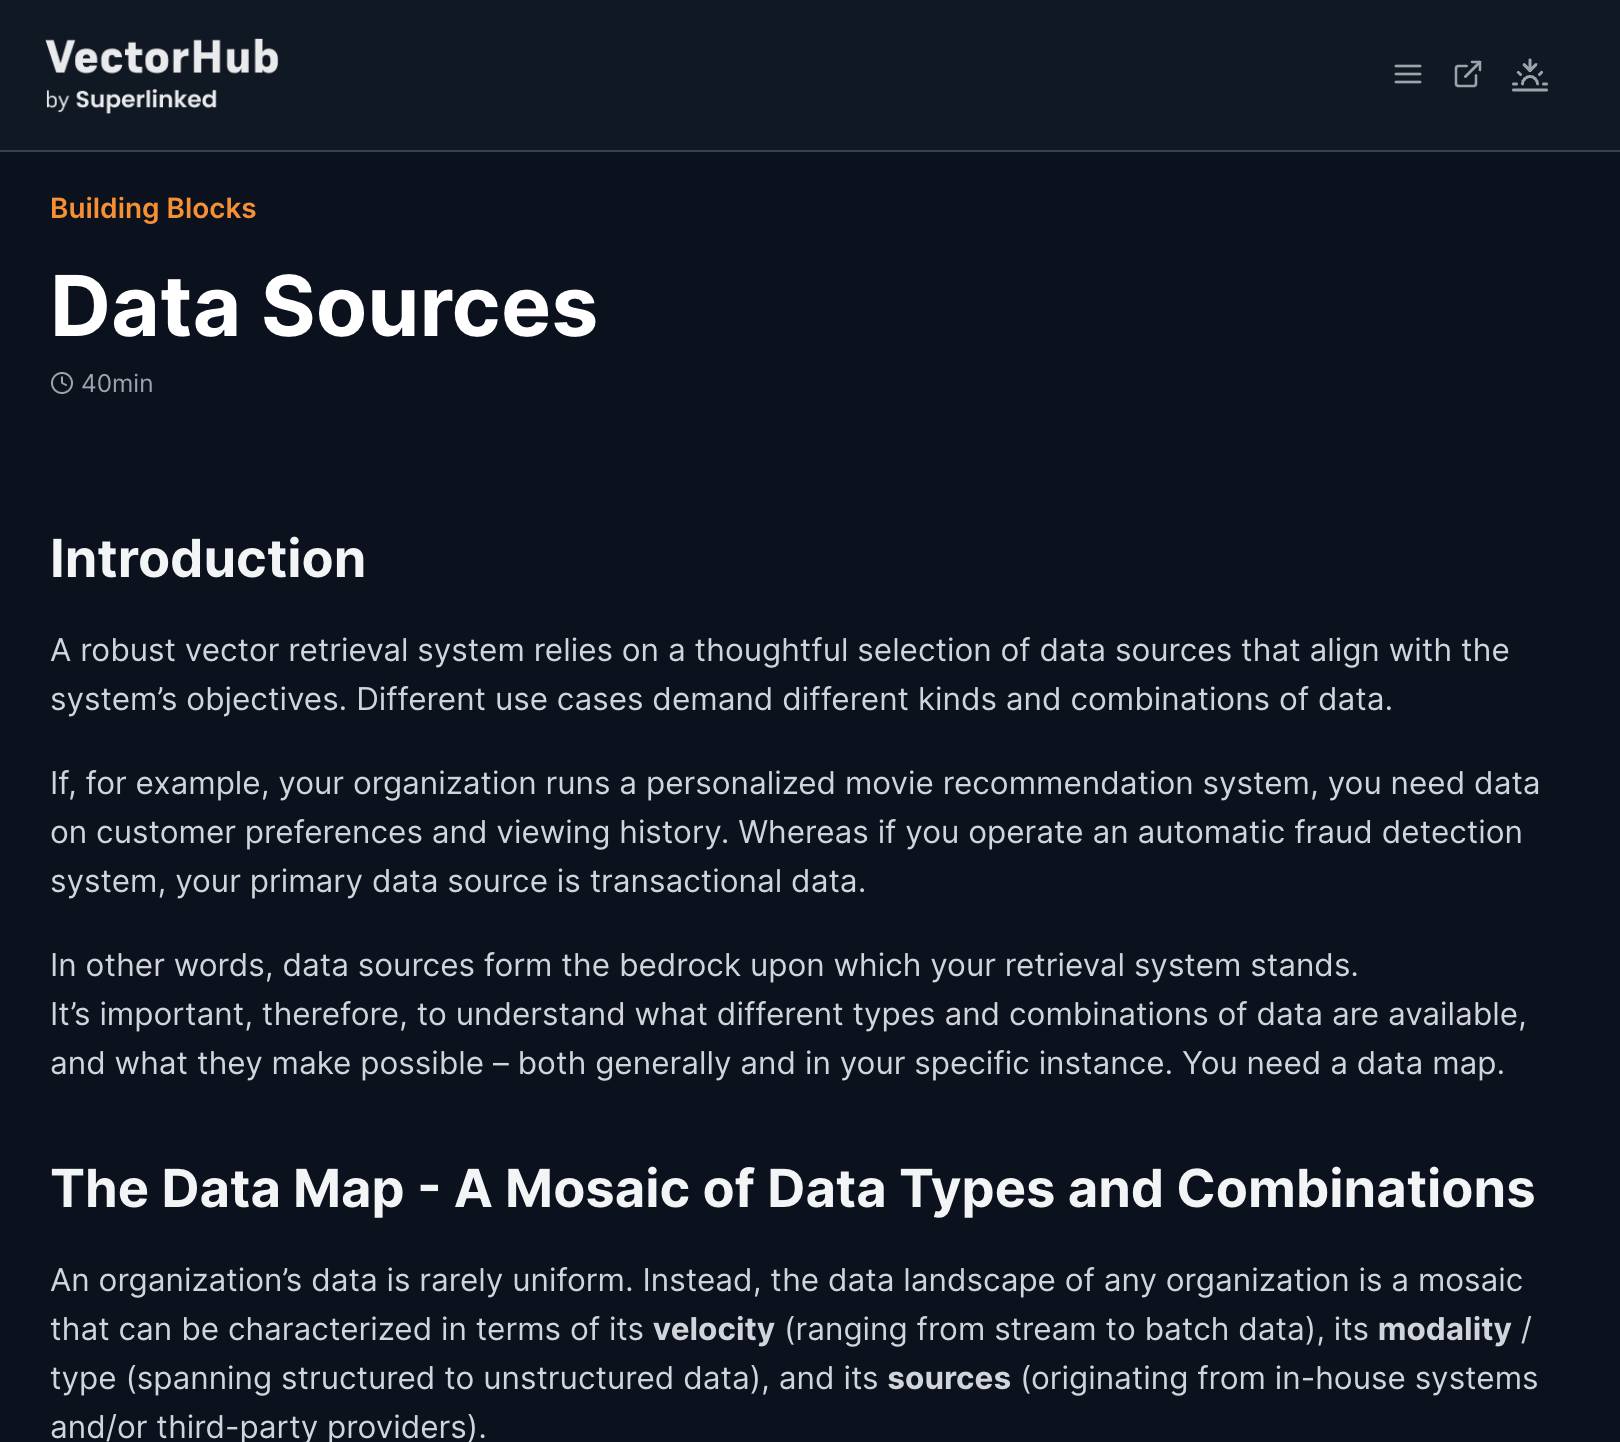 VectorHub
by Superlinked
Building Blocks
Data Sources
40min
Introduction
A robust vector retrieval system relies on a thoughtful selection of data sources that align with the
system’s objectives. Different use cases demand different kinds and combinations of data.
If, for example, your organization runs a personalized movie recommendation system, you need data
on customer preferences and viewing history. Whereas if you operate an automatic fraud detection
system, your primary data source is transactional data.
In other words, data sources form the bedrock upon which your retrieval system stands.
It’s important, therefore, to understand what different types and combinations of data are available,
and what they make possible – both generally and in your specific instance. You need a data map.
The Data Map - A Mosaic of Data Types and Combinations
An organization’s data is rarely uniform. Instead, the data landscape of any organization is a mosaic
that can be characterized in terms of its velocity (ranging from stream to batch data), its modality /
type (spanning structured to unstructured data), and its sources (originating from in-house systems
and/or third-party providers).